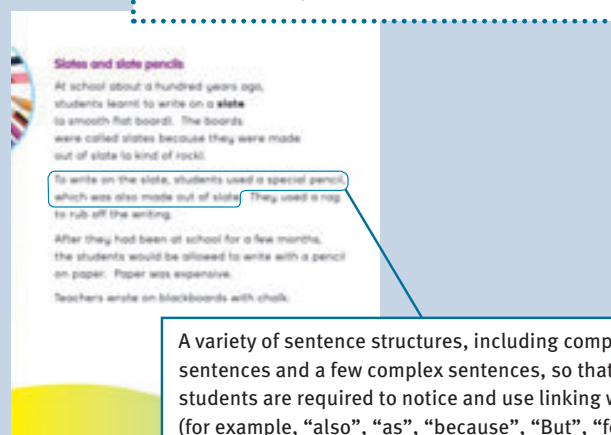 Slates and slate pencils
At school about a hundred years ago,
students learnt to write on a slate
(a smooth flat board). The boards
were called slates because they were made
out of slate (a kind of rock).
To write on the slate, students used a special pencil,
which was also made out of slate. They used a rag
to rub off the writing.
After they had been at school for a few months,
the students would be allowed to write with a pencil
on paper. Paper was expensive.
Teachers wrote on blackboards with chalk.
A variety of sentence structures, including comp
sentences and a few complex sentences, so that
students are required to notice and use linking w
(for example, “also”, “as”, “because”, “But”, “fo